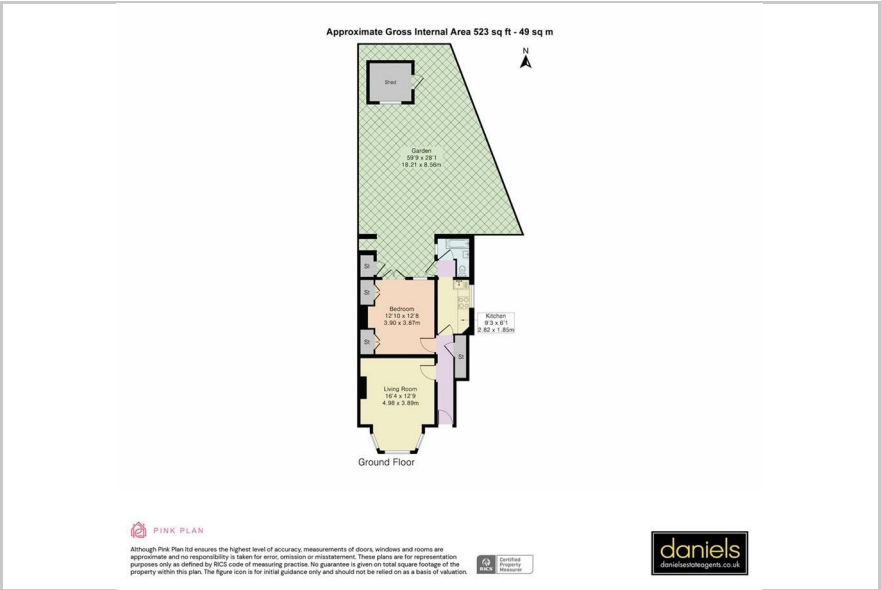 Approximate Gross Internal Area 523 sq ft - 49 sq m
N
Shed
Garden
59'9 x 28'1
18.21 x 8.56m
St
St
Bedroom
12'10 x 12'8
3.90 x 3.87m
Kitchen
9'3 x 6'1
2.82 x 1.85m
St
St
Living Room
16'4 x 12'9
4.98 x 3.89m
Ground Floor
PINK PLAN
Although Pink Plan ltd ensures the highest level of accuracy, measurements of doors, windows and rooms are
approximate and no responsibility is taken for error, omission or misstatement. These plans are for representation
purposes only as defined by RICS code of measuring practise. No guarantee is given on total square footage of the
property within this plan. The figure icon is for initial guidance only and should not be relied on as a basis of valuation.
RICS
Certified
Property
Measurer
daniels
danielsestateagents.co.uk